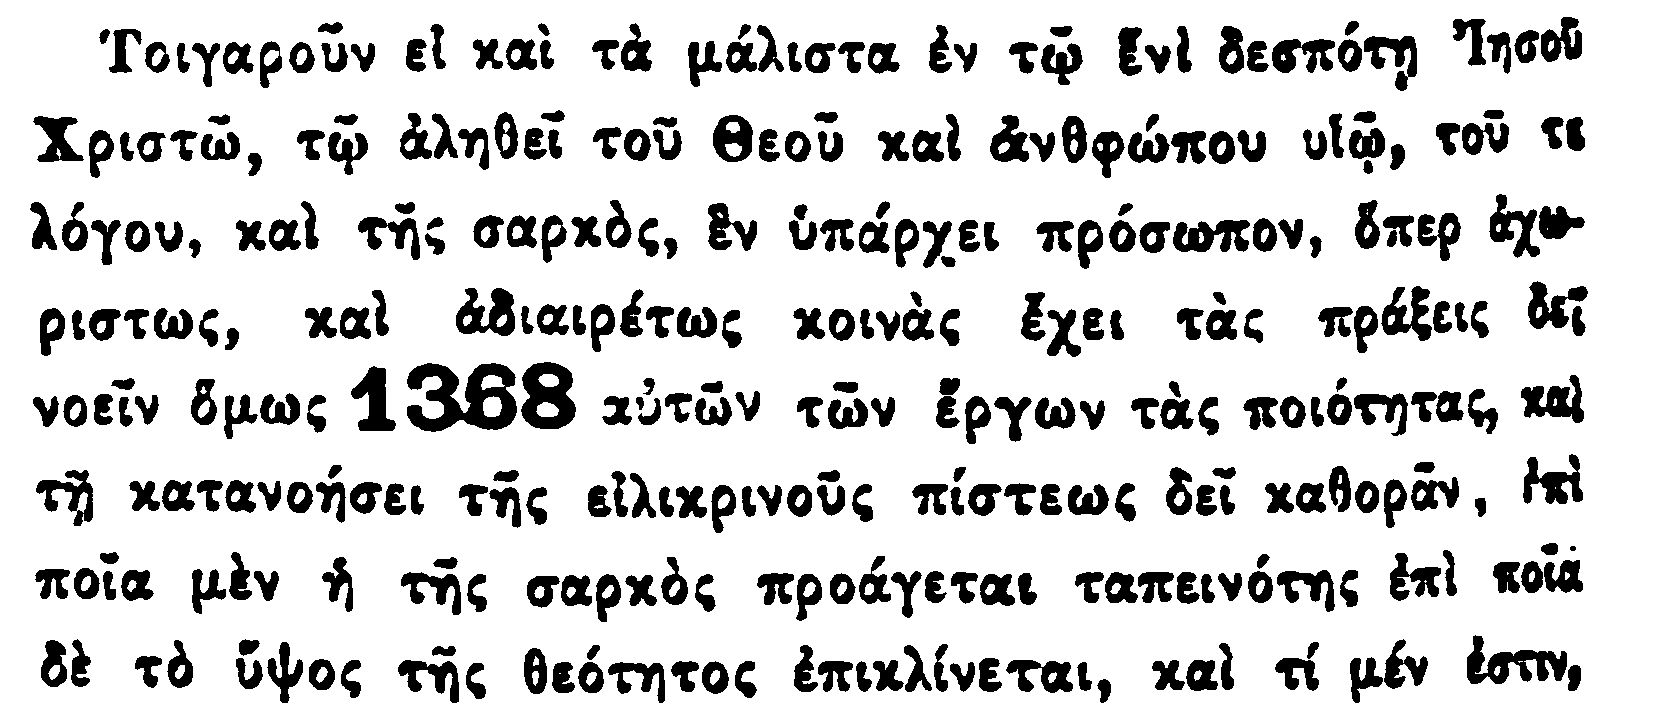 Τοιγαροῦν εἰ καὶ τὰ μάλιστα ἐν τῷ ἑνὶ δεσπότῃ Ἰησοῦ
Χριστῶ, τῷ ἀληθεῖ τοῦ Θεοῦ καὶ ἀνθρώπου υἱῷ, τοῦ τε
λόγου, καὶ τῆς σαρκὸς, ἓν ὑπάρχει πρόσωπον, ὅπερ ἀχω-
ριστως, καὶ ἀδιαιρέτως κοινὰς ἔχει τὰς πράξεις δεῖ
νοεῖν ὅμως 1368 αὐτῶν τῶν ἔργων τὰς ποιότητας, καὶ
τῇ κατανοήσει τῆς εἰλικρινοῦς πίστεως δεῖ καθορᾶν, ἐπὶ
ποῖα μὲν ἡ τῆς σαρκὸς προάγεται ταπεινότης ἐπὶ ποῖα
δὲ τὸ ὕψος τῆς θεότητος ἐπικλίνεται, καὶ τί μέν ἐστιν,